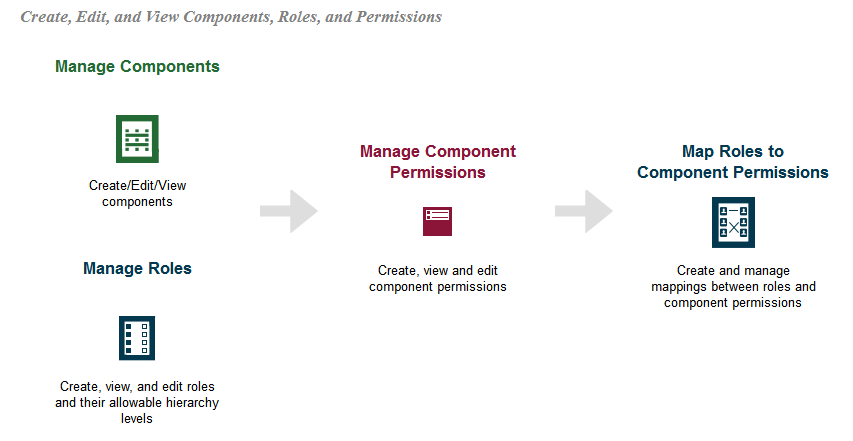 Create, Edit, and View Components, Roles, and Permissions
Manage Components
Create/Edit/View
components
Manage Roles
Create, view, and edit roles
and their allowable hierarchy
levels
Manage Component
Permissions
Create, view and edit
component permissions
Map Roles to
Component Permissions
Create and manage
mappings between roles and
component permissions